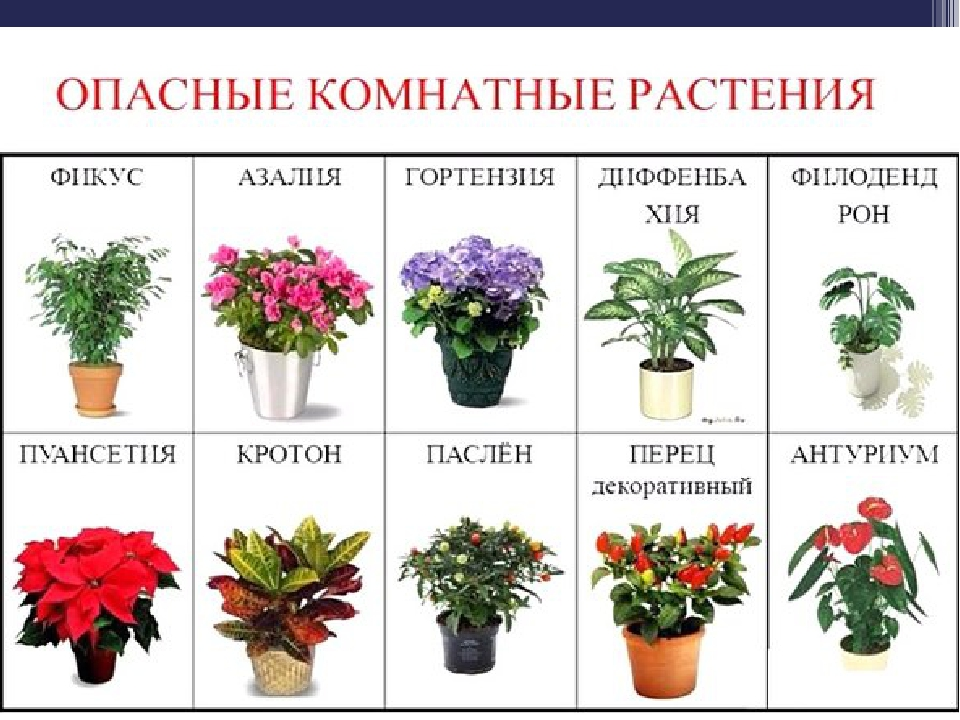 ОПАСНЫЕ КОМНАТНЫЕ РАСТЕНИЯ
ФИКУС
АЗАЛИЯ
ГОРТЕНЗИЯ
ДИФФЕНБА
ХИЯ
ФИЛОДЕНД
РОН
ПУАНСЕТИЯ
КРОТОН
ПАСЛЁН
ПЕРЕЦ
декоративный
АНТУРИУМ